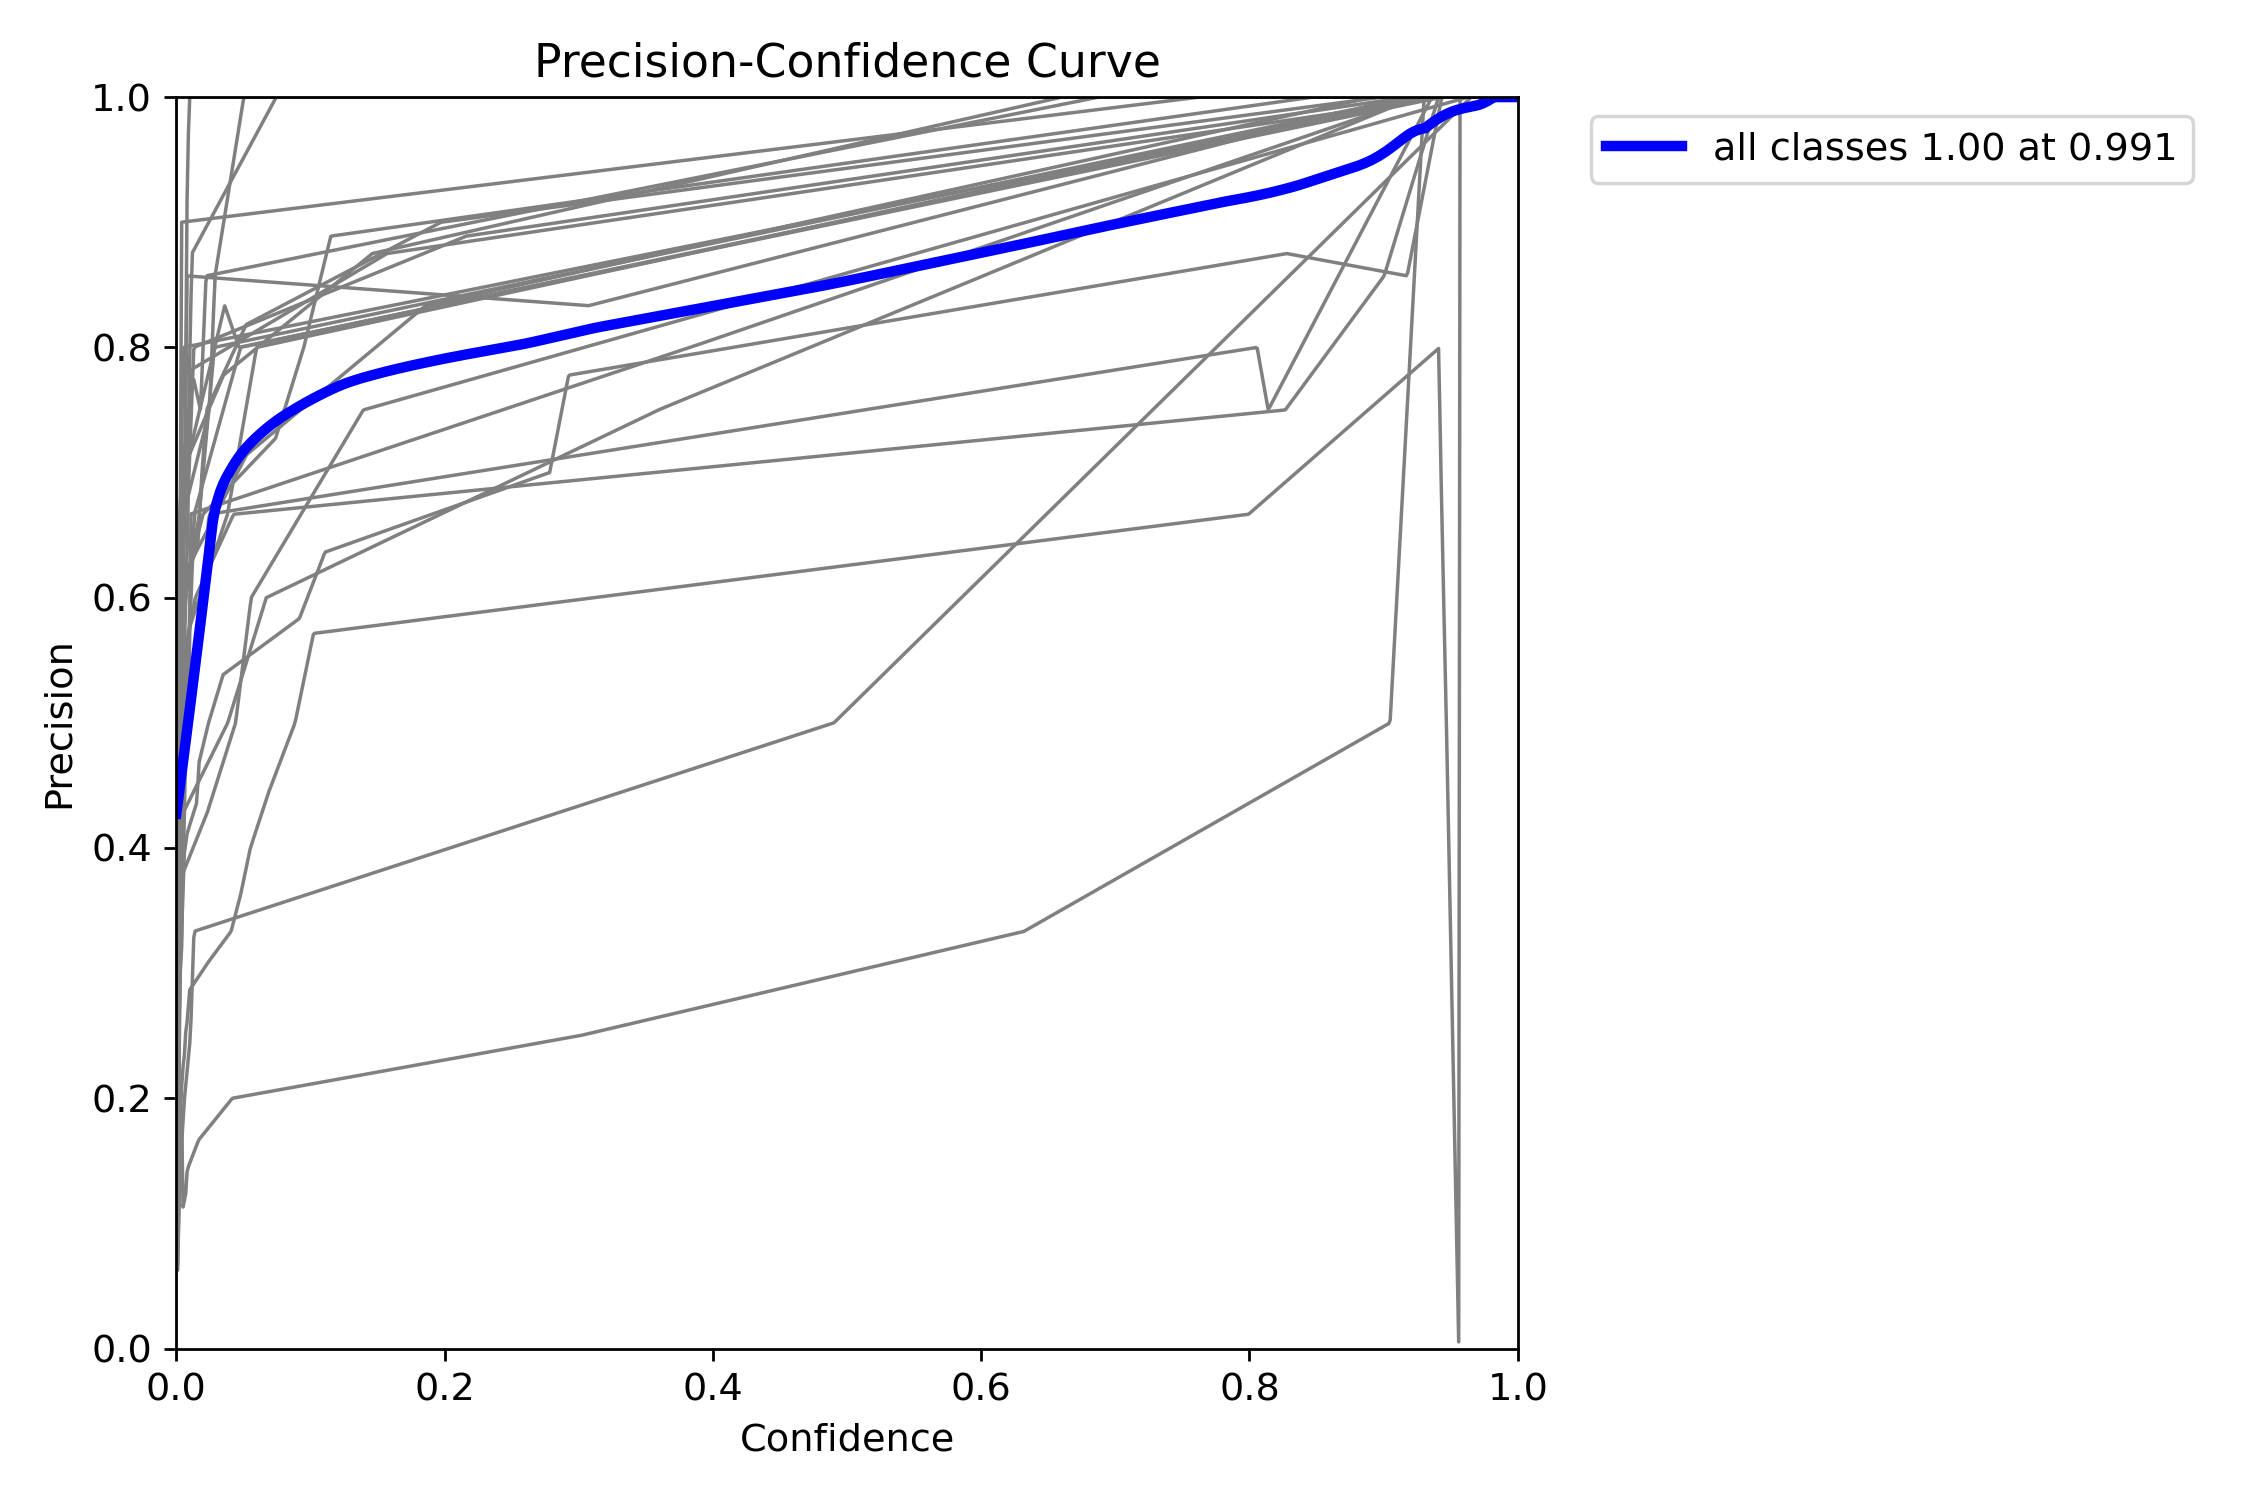 Precision-Confidence Curve
all classes 1.00 at 0.991
1.0
0.8
0.6
0.4
0.2
0.0
Precision
0.0 0.2 0.4 0.6 0.8 1.0
Confidence